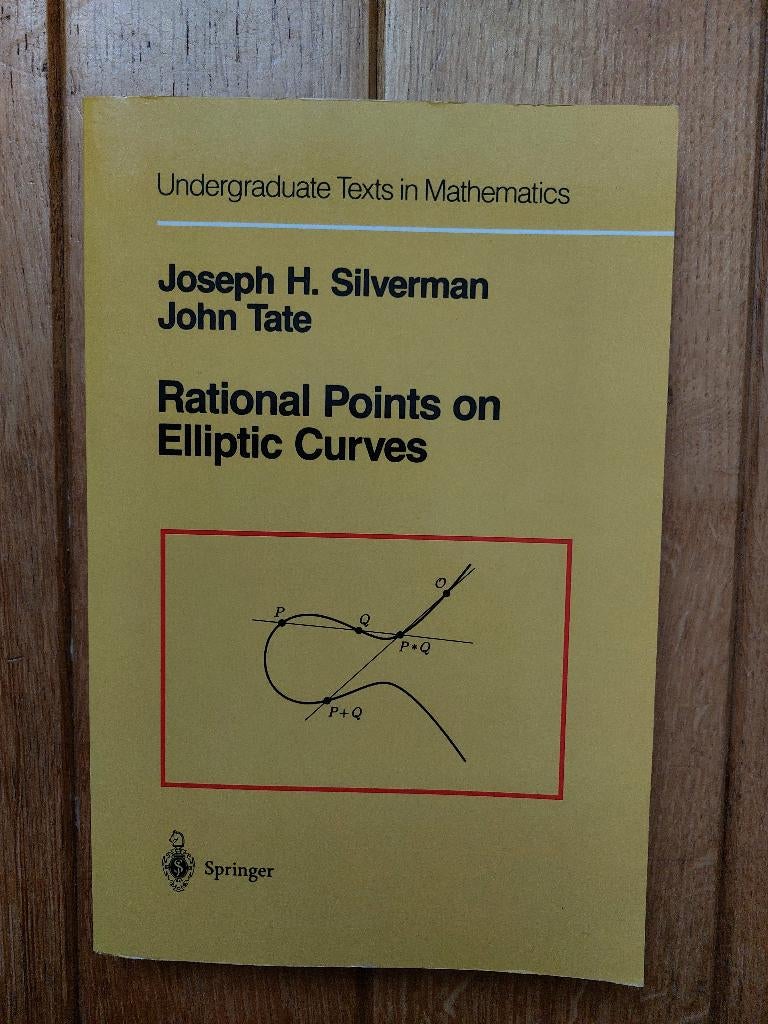 Undergraduate Texts in Mathematics
Joseph H. Silverman
John Tate
Rational Points on
Elliptic Curves
O
P
Q
P*Q
P+Q
S
Springer